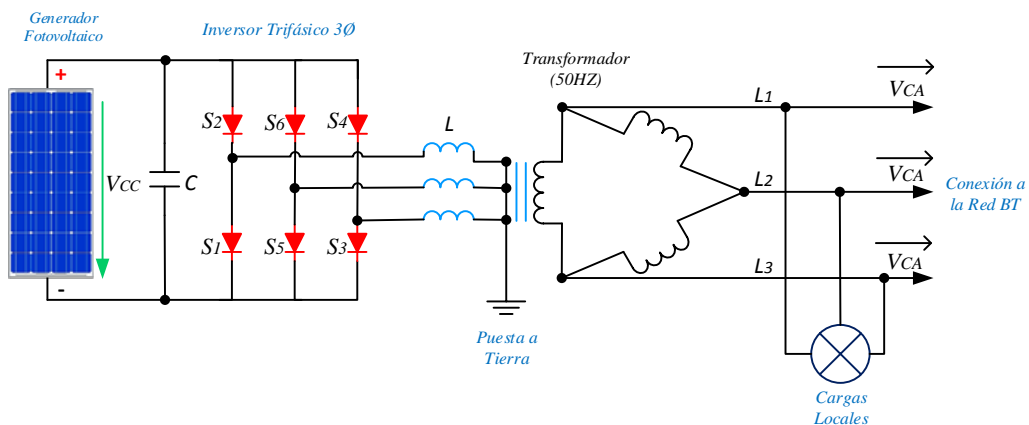 Generador
Fotovoltaico
Inversor Trifásico 3Ø
Transformador
(50HZ)
+
S2
S6
S4
L
L1
VCA
VCC
C
L2
VCA
Conexión a
la Red BT
S1
S5
S3
L3
VCA
-
Puesta a
Tierra
Cargas
Locales